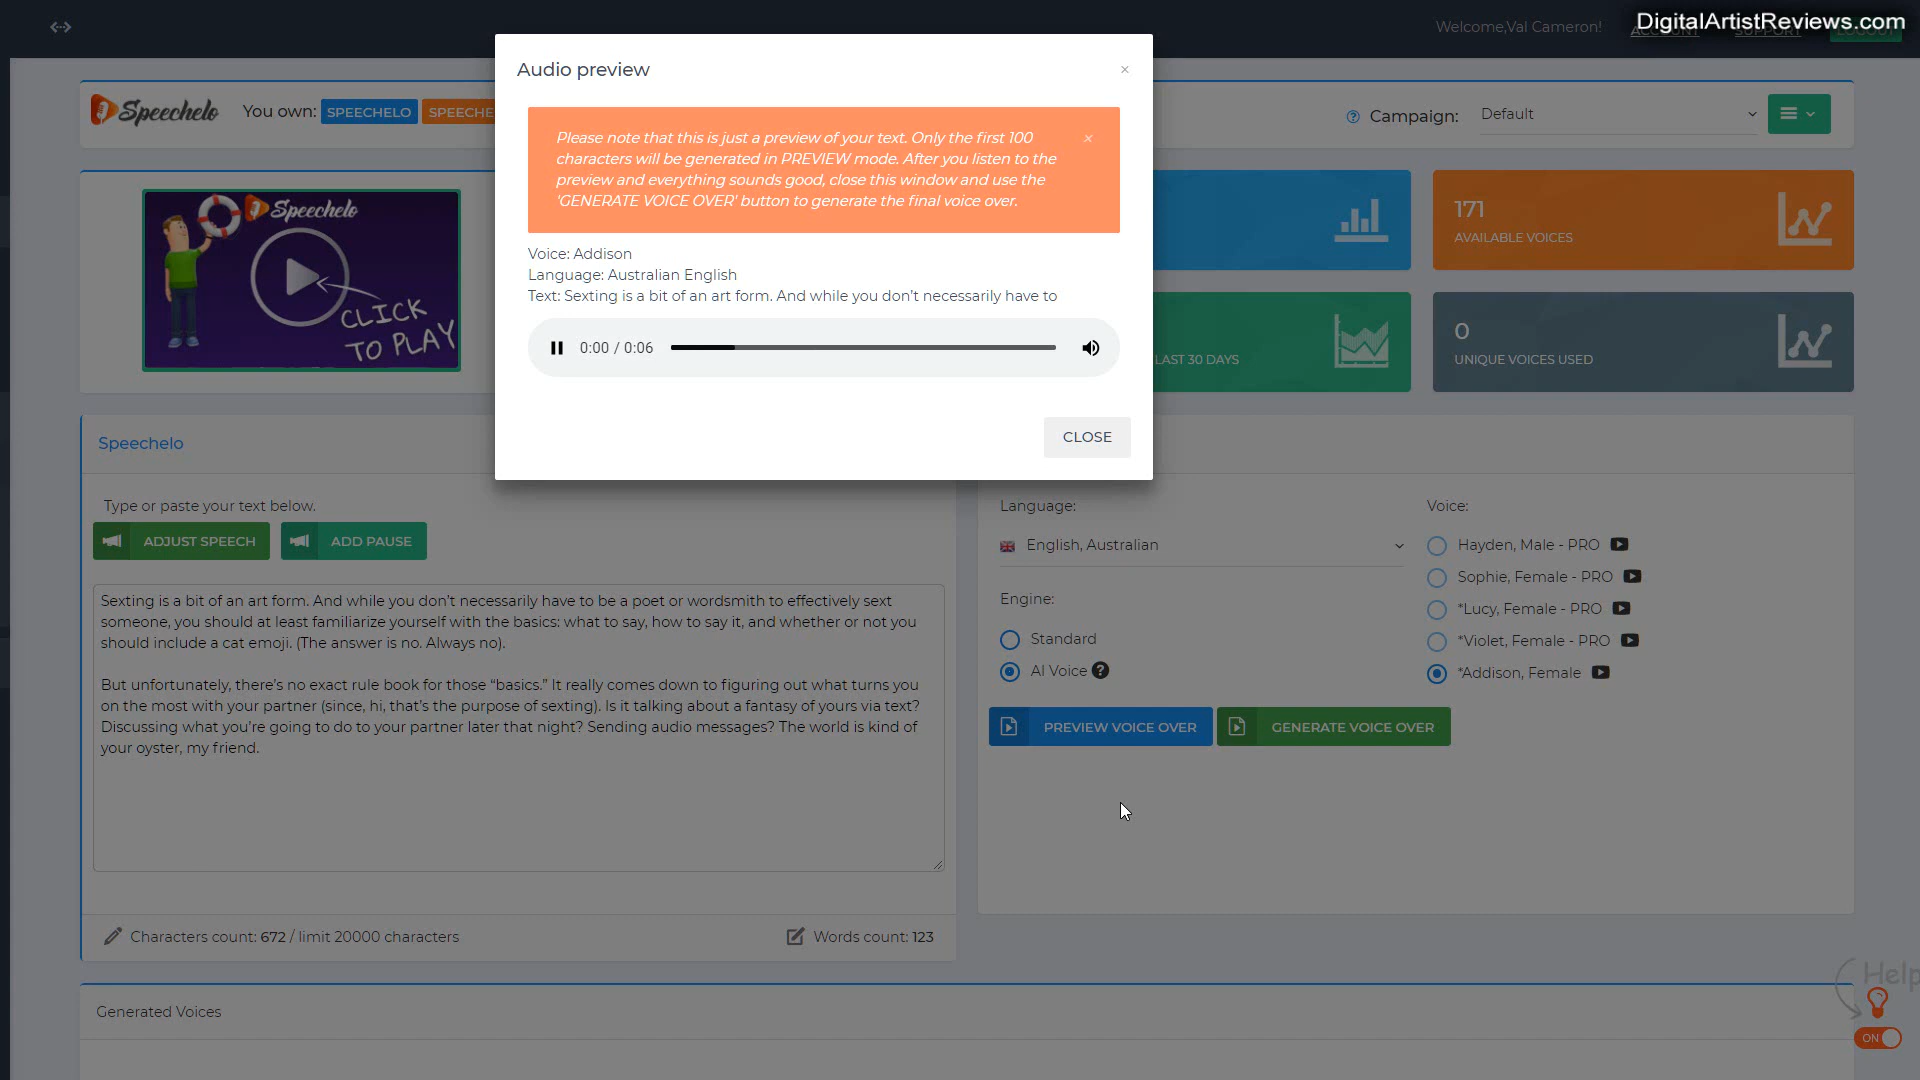 DigitalArtistReviews.com
Welcome,Val Cameron!
ACCOUNT
SUPPORT
LOGOUT
Audio preview
×
Please note that this is just a preview of your text. Only the first 100
characters will be generated in PREVIEW mode. After you listen to the
preview and everything sounds good, close this window and use the
'GENERATE VOICE OVER' button to generate the final voice over.
×
Voice: Addison
Language: Australian English
Text: Sexting is a bit of an art form. And while you don’t necessarily have to
0:00 / 0:06
CLOSE
Speechelo
You own:
SPEECHELO
SPEECHE
Campaign:
Default
Speechelo
CLICK
TO PLAY
171
AVAILABLE VOICES
LAST 30 DAYS
0
UNIQUE VOICES USED
Speechelo
Type or paste your text below.
ADJUST SPEECH
ADD PAUSE
Sexting is a bit of an art form. And while you don’t necessarily have to be a poet or wordsmith to effectively sext
someone, you should at least familiarize yourself with the basics: what to say, how to say it, and whether or not you
should include a cat emoji. (The answer is no. Always no).
But unfortunately, there’s no exact rule book for those “basics.” It really comes down to figuring out what turns you
on the most with your partner (since, hi, that’s the purpose of sexting). Is it talking about a fantasy of yours via text?
Discussing what you’re going to do to your partner later that night? Sending audio messages? The world is kind of
your oyster, my friend.
Characters count: 672 / limit 20000 characters
Words count: 123
Language:
English, Australian
Engine:
Standard
AI Voice
Voice:
Hayden, Male - PRO
Sophie, Female - PRO
*Lucy, Female - PRO
*Violet, Female - PRO
*Addison, Female
PREVIEW VOICE OVER
GENERATE VOICE OVER
Generated Voices
Help
ON